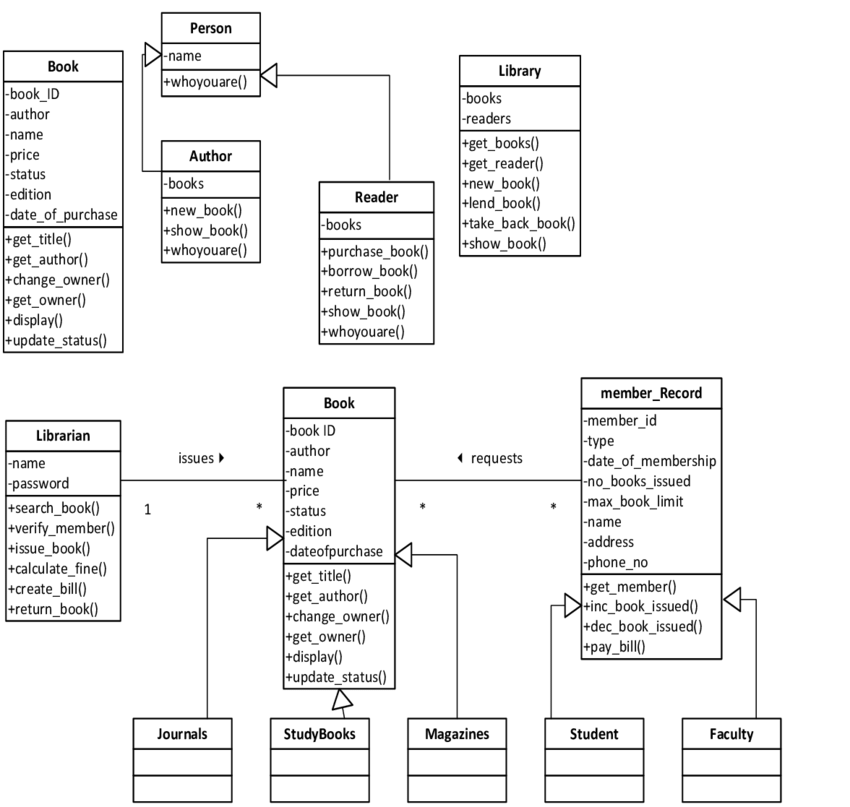 Person
-name
+whoyouare()
Book
-book_ID
-author
-name
-price
-status
-edition
-date_of_purchase
+get_title()
+get_author()
+change_owner()
+get_owner()
+display()
+update_status()
Author
-books
+new_book()
+show_book()
+whoyouare()
Reader
-books
+purchase_book()
+borrow_book()
+return_book()
+show_book()
+whoyouare()
Library
-books
-readers
+get_books()
+get_reader()
+new_book()
+lend_book()
+take_back_book()
+show_book()
Librarian
-name
-password
+search_book()
+verify_member()
+issue_book()
+calculate_fine()
+create_bill()
+return_book()
issues
1
*
Book
-book ID
-author
-name
-price
-status
-edition
-dateofpurchase
+get_title()
+get_author()
+change_owner()
+get_owner()
+display()
+update_status()
requests
*
*
member_Record
-member_id
-type
-date_of_membership
-no_books_issued
-max_book_limit
-name
-address
-phone_no
+get_member()
+inc_book_issued()
+dec_book_issued()
+pay_bill()
Journals
StudyBooks
Magazines
Student
Faculty